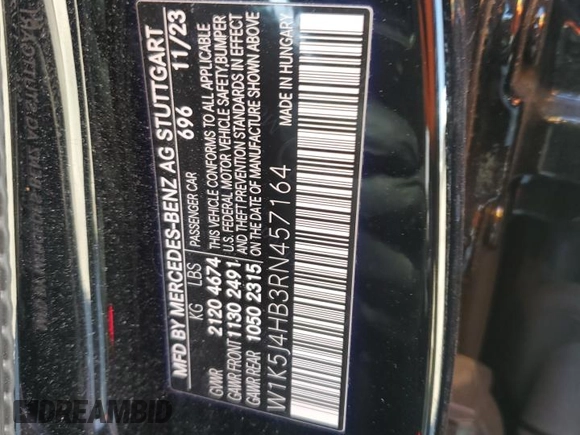 MFD BY MERCEDES-BENZ AG STUTTGART
696 11/23
KG LBS PASSENGER CAR
GVWR 2120 4674 THIS VEHICLE CONFORMS TO ALL APPLICABLE
GAWR FRONT 1130 2491 U.S. FEDERAL MOTOR VEHICLE SAFETY, BUMPER
GAWR REAR 1050 2315 AND THEFT PREVENTION STANDARDS IN EFFECT
ON THE DATE OF MANUFACTURE SHOWN ABOVE
W1K5J4HB3RN457164
MADE IN HUNGARY
DREAMBID